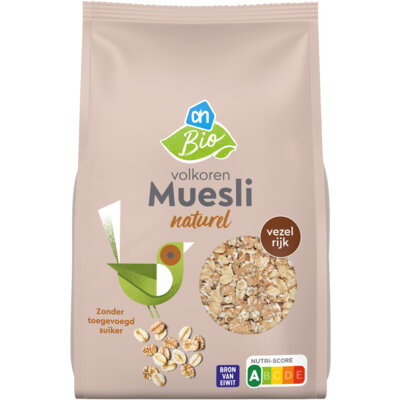 ah
Bio
volkoren
Muesli
naturel
vezel
rijk
Zonder
toegevoegd
suiker
BRON
VAN
EIWIT
NUTRI-SCORE
A B C D E